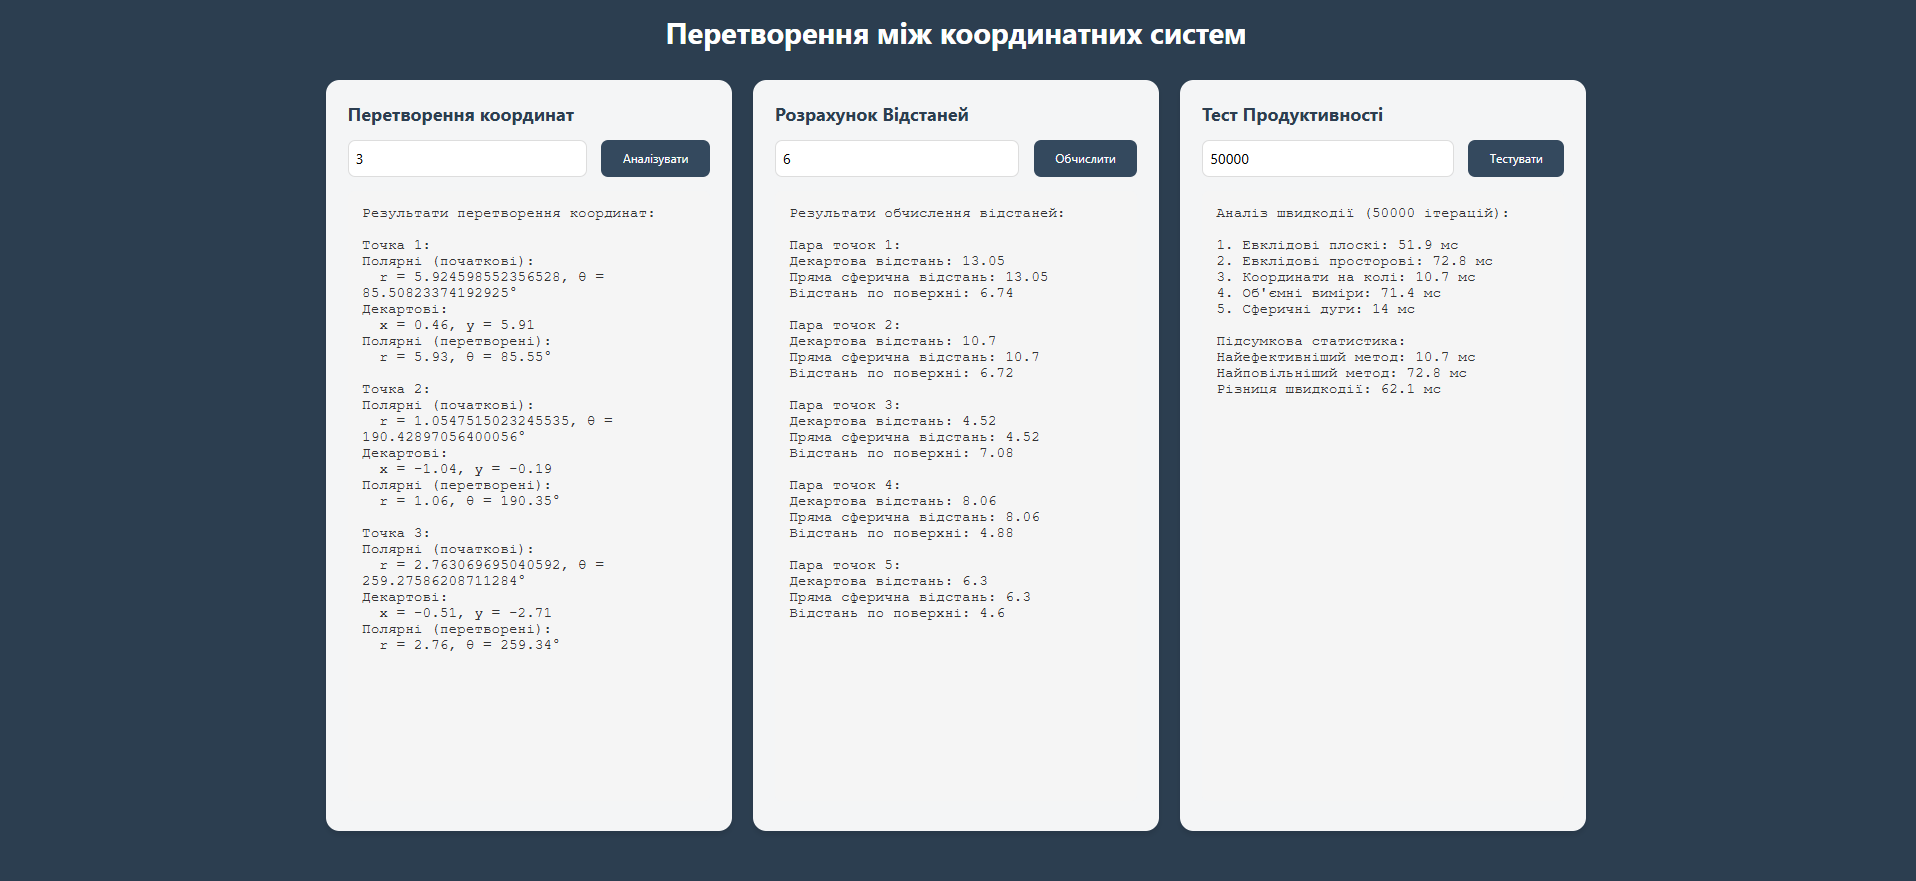 Перетворення між координатних систем
Перетворення координат
3
Аналізувати
Результати перетворення координат:
Точка 1:
Полярні (початкові):
r = 5.924598552356528, θ =
85.50823374192925°
Декартові:
x = 0.46, y = 5.91
Полярні (перетворені):
r = 5.93, θ = 85.55°
Точка 2:
Полярні (початкові):
r = 1.0547515023245535, θ =
190.42897056400056°
Декартові:
x = -1.04, y = -0.19
Полярні (перетворені):
r = 1.06, θ = 190.35°
Точка 3:
Полярні (початкові):
r = 2.763069695040592, θ =
259.27586208711284°
Декартові:
x = -0.51, y = -2.71
Полярні (перетворені):
r = 2.76, θ = 259.34°
Розрахунок Відстаней
6
Обчислити
Результати обчислення відстаней:
Пара точок 1:
Декартова відстань: 13.05
Пряма сферична відстань: 13.05
Відстань по поверхні: 6.74
Пара точок 2:
Декартова відстань: 10.7
Пряма сферична відстань: 10.7
Відстань по поверхні: 6.72
Пара точок 3:
Декартова відстань: 4.52
Пряма сферична відстань: 4.52
Відстань по поверхні: 7.08
Пара точок 4:
Декартова відстань: 8.06
Пряма сферична відстань: 8.06
Відстань по поверхні: 4.88
Пара точок 5:
Декартова відстань: 6.3
Пряма сферична відстань: 6.3
Відстань по поверхні: 4.6
Тест Продуктивності
50000
Тестувати
Аналіз швидкодії (50000 ітерацій):
1. Евклідові плоскі: 51.9 мс
2. Евклідові просторові: 72.8 мс
3. Координати на колі: 10.7 мс
4. Об'ємні виміри: 71.4 мс
5. Сферичні дуги: 14 мс
Підсумкова статистика:
Найефективніший метод: 10.7 мс
Найповільніший метод: 72.8 мс
Різниця швидкодії: 62.1 мс